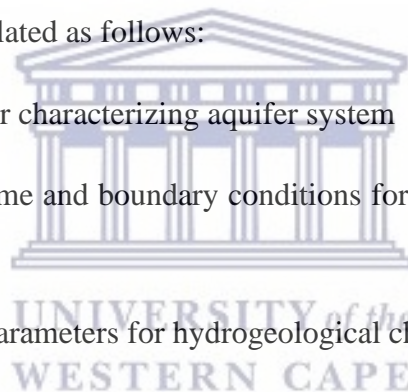 lated as follows:
r characterizing aquifer system
me and boundary conditions for
UNIVERSITY of the
arameters for hydrogeological ch
WESTERN CAPE